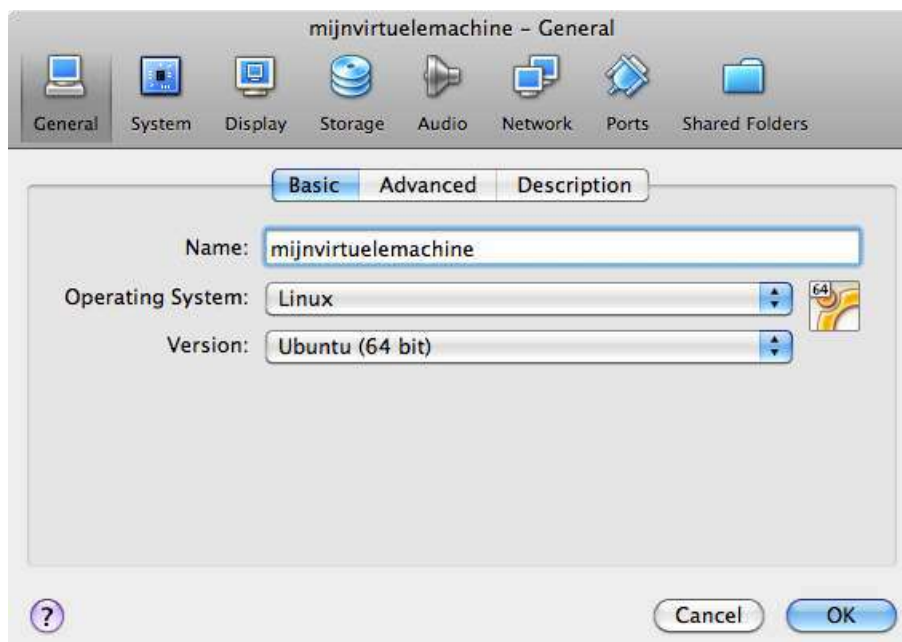 mijnvirtuelemachine – General
General System Display Storage Audio Network Ports Shared Folders
Basic Advanced Description
Name: mijnvirtuelemachine
Operating System: Linux 64
Version: Ubuntu (64 bit)
? Cancel OK